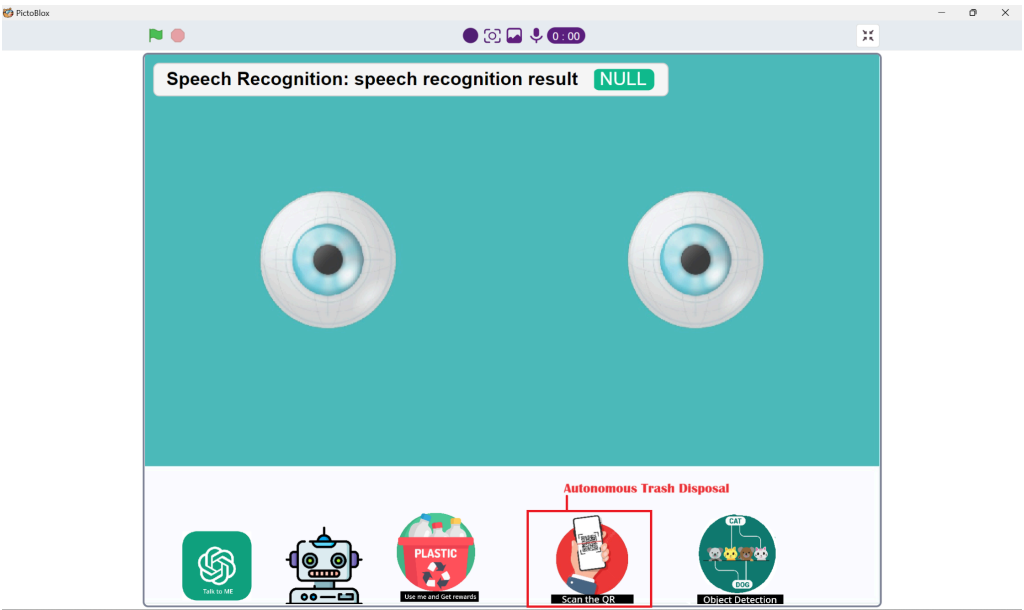 PictoBlox
0 : 00
Speech Recognition: speech recognition result NULL
Autonomous Trash Disposal
Talk to ME
PLASTIC
Use me and Get rewards
Scan the QR
CAT
DOG
Object Detection